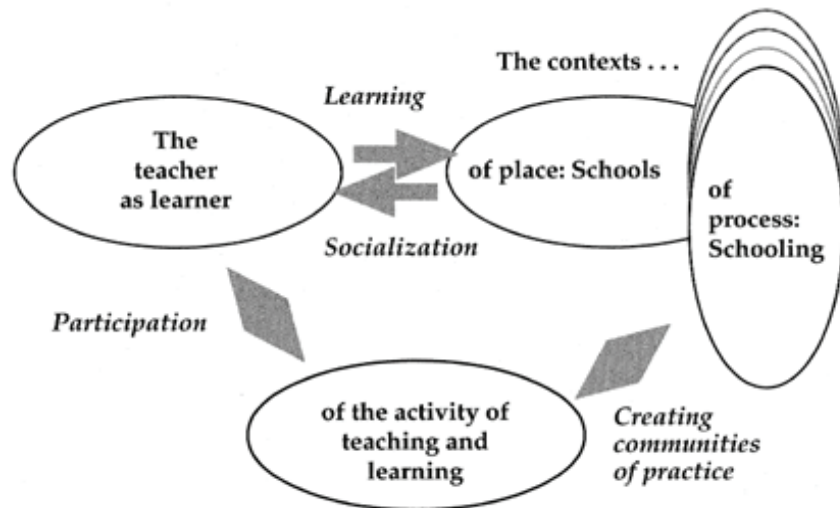 The contexts . . .
Learning
The
teacher
as learner
of place: Schools
of
process:
Schooling
Socialization
Participation
of the activity of
teaching and
learning
Creating
communities
of practice